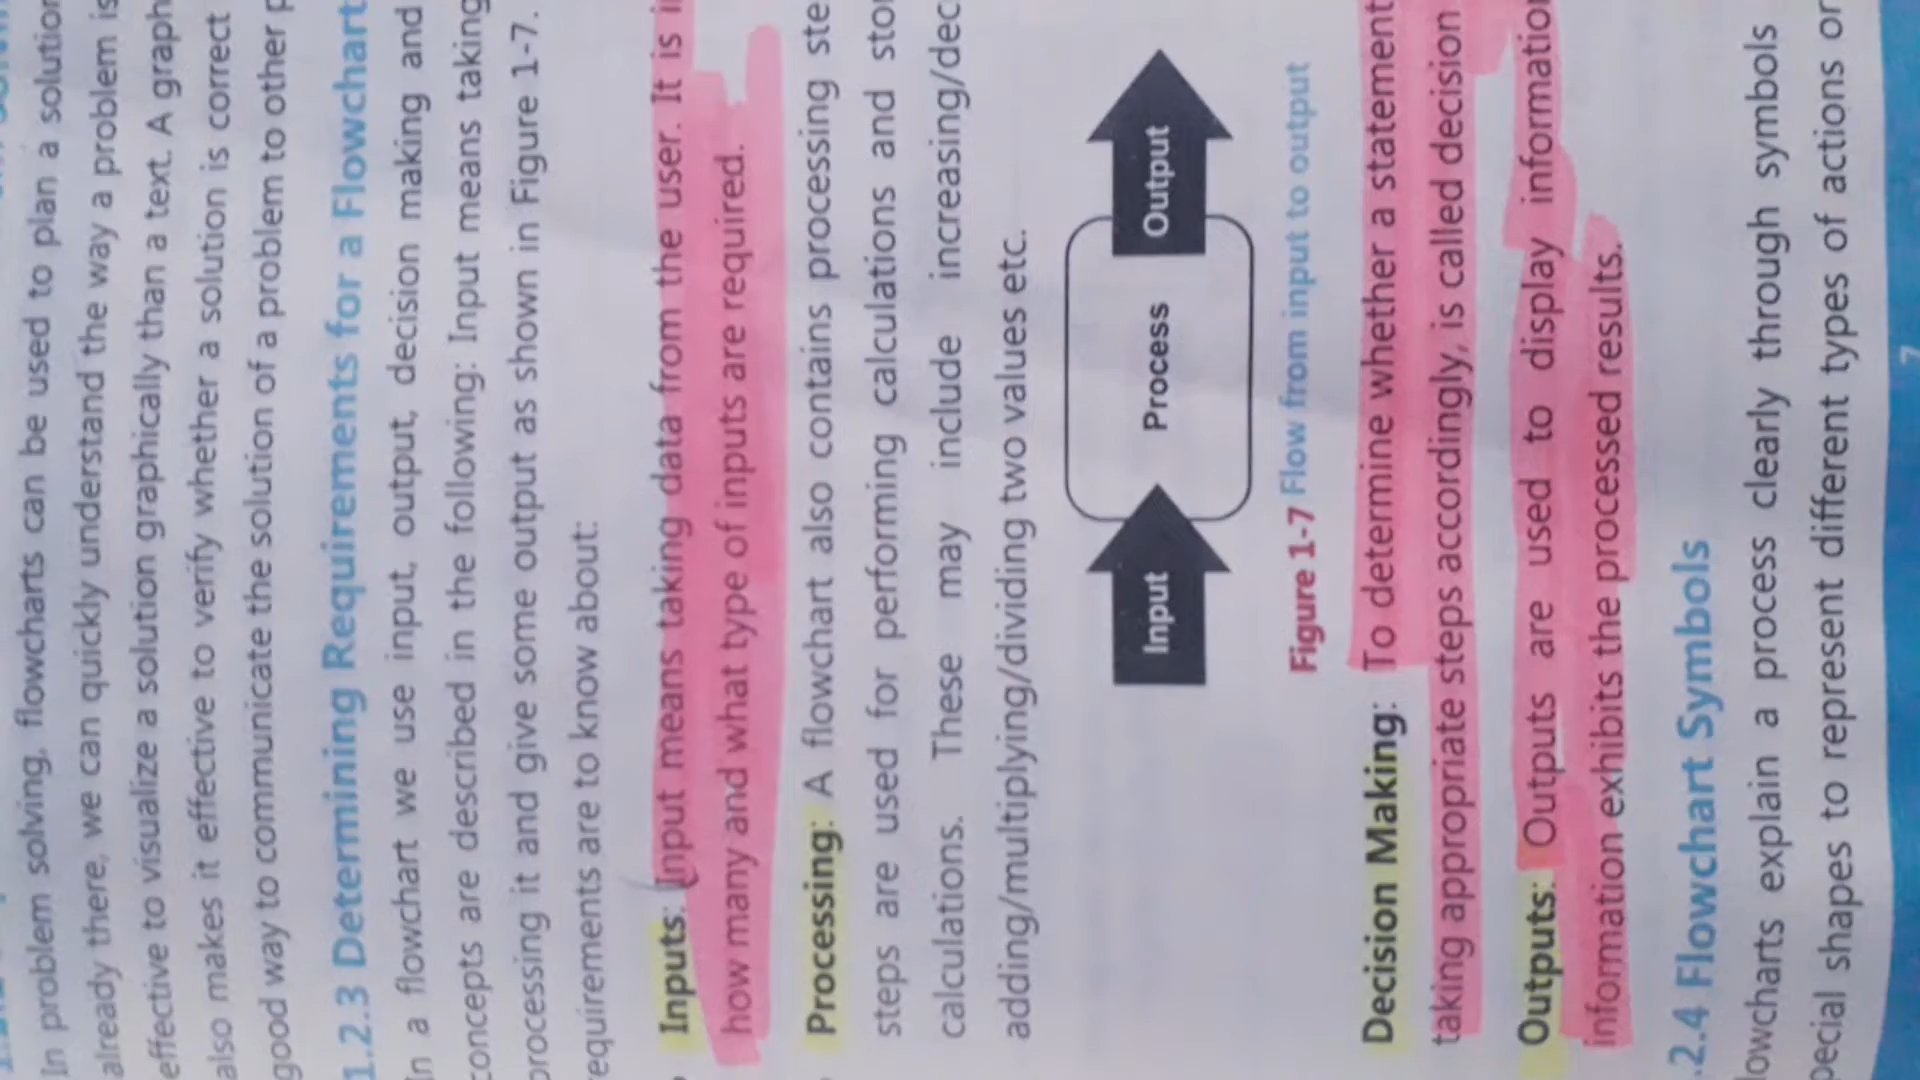 In problem solving, flowcharts can be used to plan a solution
already there, we can quickly understand the way a problem is
effective to visualize a solution graphically than a text. A graph
also makes it effective to verify whether a solution is correct
good way to communicate the solution of a problem to other p
1.2.3 Determining Requirements for a Flowchart
In a flowchart we use input, output, decision making and
concepts are described in the following: Input means taking
processing it and give some output as shown in Figure 1-7.
equirements are to know about:
Inputs: Input means taking data from the user. It is i
how many and what type of inputs are required.
Processing: A flowchart also contains processing ste
steps are used for performing calculations and sto
calculations. These may include increasing/dec
adding/multiplying/dividing two values etc.
Input Process Output
Figure 1-7 Flow from input to output
Decision Making: To determine whether a statement
taking appropriate steps accordingly, is called decision
Outputs: Outputs are used to display informatio
information exhibits the processed results.
.2.4 Flowchart Symbols
lowcharts explain a process clearly through symbols
pecial shapes to represent different types of actions or
7